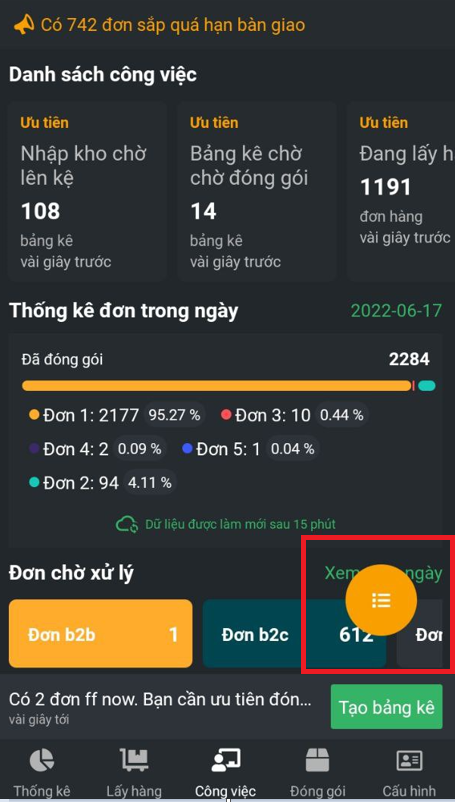 Có 742 đơn sắp quá hạn bàn giao
Danh sách công việc
Ưu tiên
Nhập kho chờ
lên kệ
108
bảng kê
vài giây trước
Ưu tiên
Bảng kê chờ
chờ đóng gói
14
bảng kê
vài giây trước
Ưu tiên
Đang lấy h
1191
đơn hàng
vài giây trước
Thống kê đơn trong ngày 2022-06-17
Đã đóng gói 2284
Đơn 1: 2177 95.27 % Đơn 3: 10 0.44 %
Đơn 4: 2 0.09 % Đơn 5: 1 0.04 %
Đơn 2: 94 4.11 %
Dữ liệu được làm mới sau 15 phút
Đơn chờ xử lý Xem ngày
Đơn b2b 1 Đơn b2c 612 Đơn
Có 2 đơn ff now. Bạn cần ưu tiên đón...
vài giây tới
Tạo bảng kê
Thống kê Lấy hàng Công việc Đóng gói Cấu hình